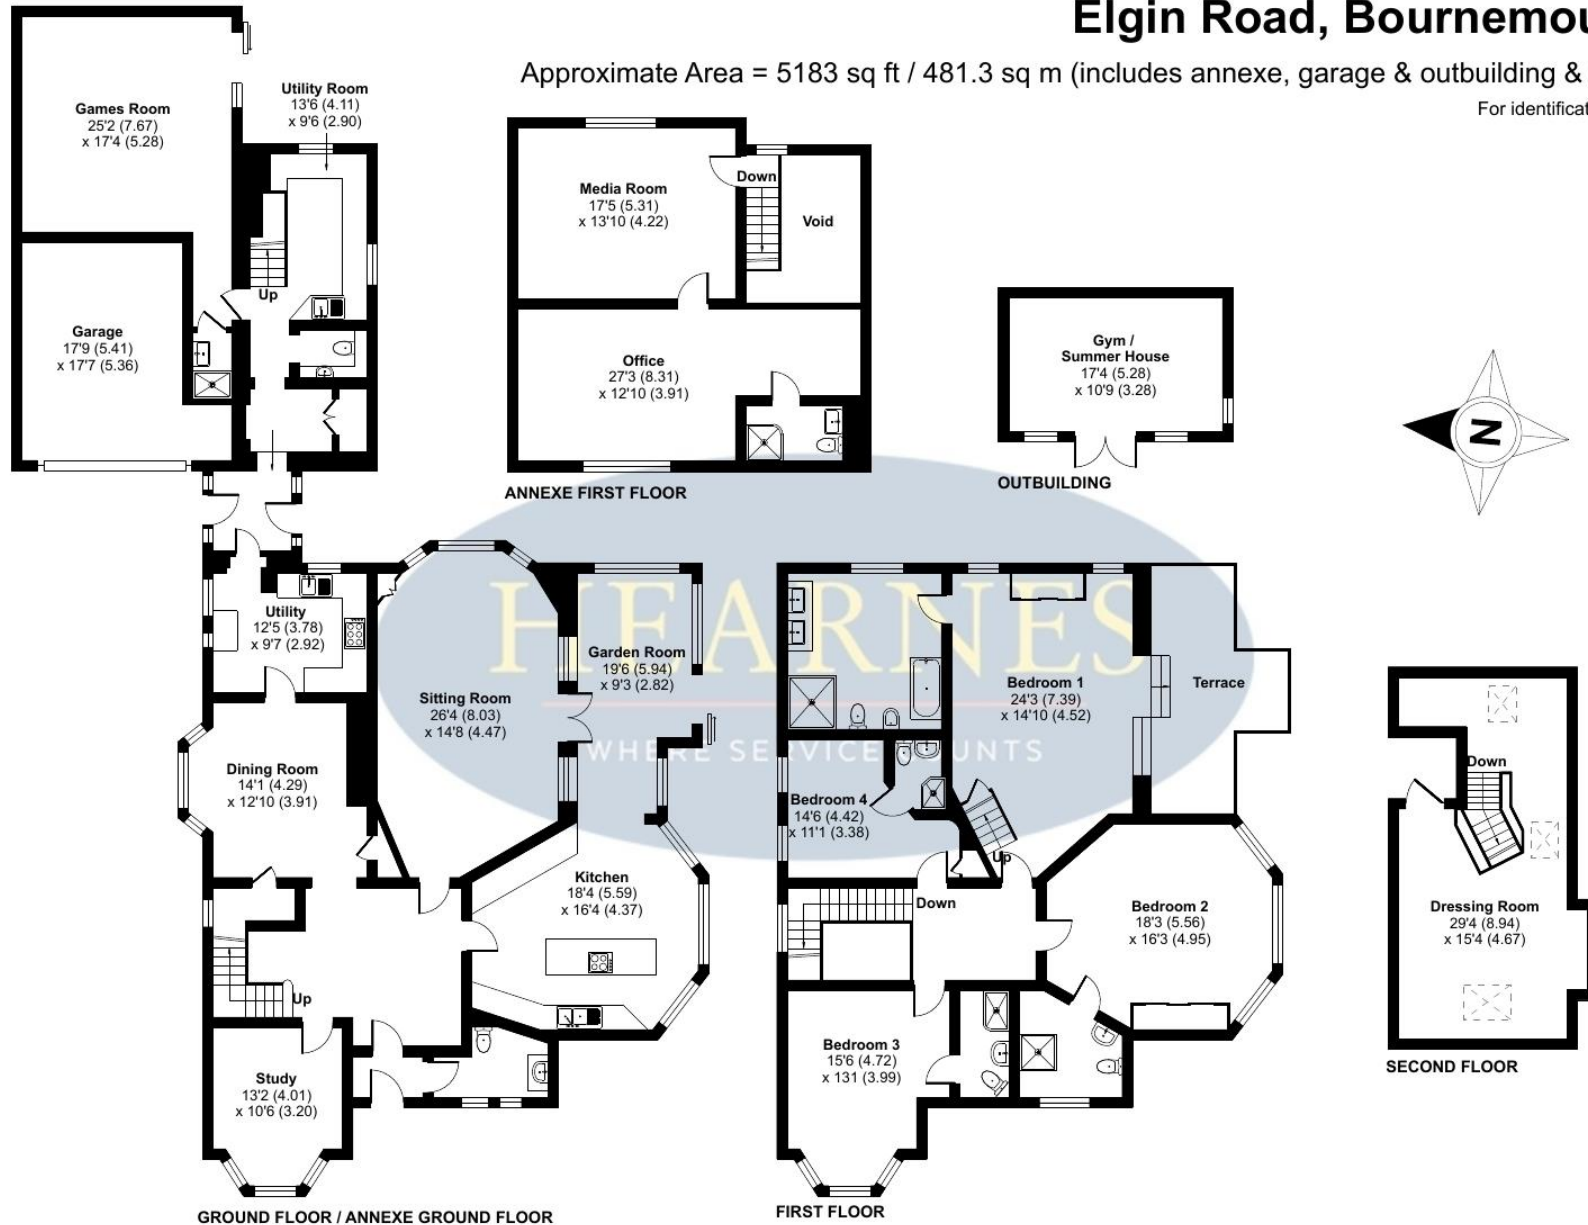 Elgin Road, Bournemou
Approximate Area = 5183 sq ft / 481.3 sq m (includes annexe, garage & outbuilding &
For identificat
Games Room
25'2 (7.67)
x 17'4 (5.28)
Utility Room
13'6 (4.11)
x 9'6 (2.90)
Up
Garage
17'9 (5.41)
x 17'7 (5.36)
Media Room
17'5 (5.31)
x 13'10 (4.22)
Down
Void
Office
27'3 (8.31)
x 12'10 (3.91)
ANNEXE FIRST FLOOR
Gym /
Summer House
17'4 (5.28)
x 10'9 (3.28)
OUTBUILDING
N
HEARNES
WHERE SERVICE COUNTS
Utility
12'5 (3.78)
x 9'7 (2.92)
Sitting Room
26'4 (8.03)
x 14'8 (4.47)
Garden Room
19'6 (5.94)
x 9'3 (2.82)
Dining Room
14'1 (4.29)
x 12'10 (3.91)
Kitchen
18'4 (5.59)
x 16'4 (4.37)
Up
Study
13'2 (4.01)
x 10'6 (3.20)
GROUND FLOOR / ANNEXE GROUND FLOOR
Bedroom 1
24'3 (7.39)
x 14'10 (4.52)
Terrace
Bedroom 4
14'6 (4.42)
x 11'1 (3.38)
Up
Down
Bedroom 2
18'3 (5.56)
x 16'3 (4.95)
Bedroom 3
15'6 (4.72)
x 131 (3.99)
FIRST FLOOR
Down
Dressing Room
29'4 (8.94)
x 15'4 (4.67)
SECOND FLOOR